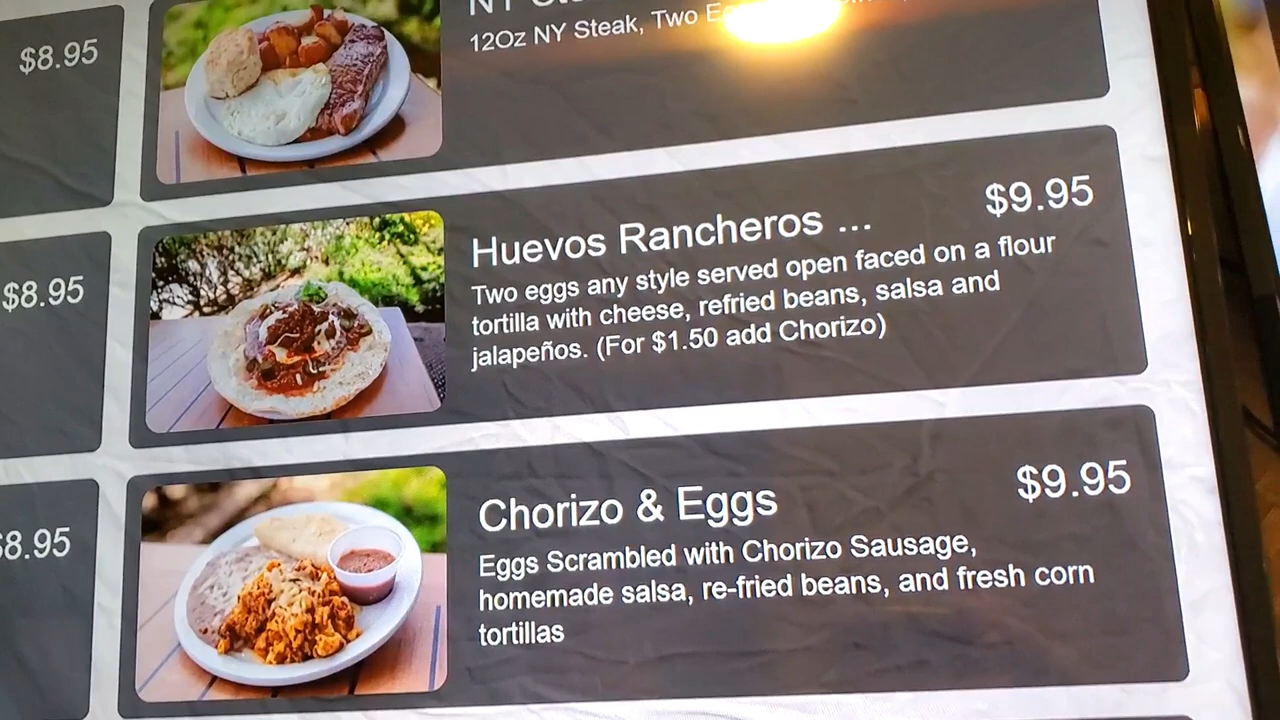 $8.95
NY
12Oz NY Steak, Two
$8.95
Huevos Rancheros ...
$9.95
Two eggs any style served open faced on a flour
tortilla with cheese, refried beans, salsa and
jalapeños. (For $1.50 add Chorizo)
$8.95
Chorizo & Eggs
$9.95
Eggs Scrambled with Chorizo Sausage,
homemade salsa, re-fried beans, and fresh corn
tortillas